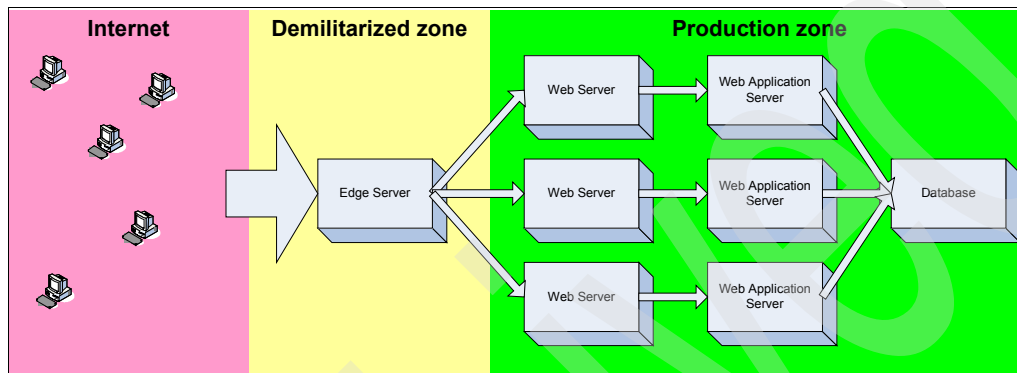 Internet
Demilitarized zone
Production zone
Web Server
Web Application
Server
Edge Server
Web Server
Web Application
Server
Database
Web Server
Web Application
Server